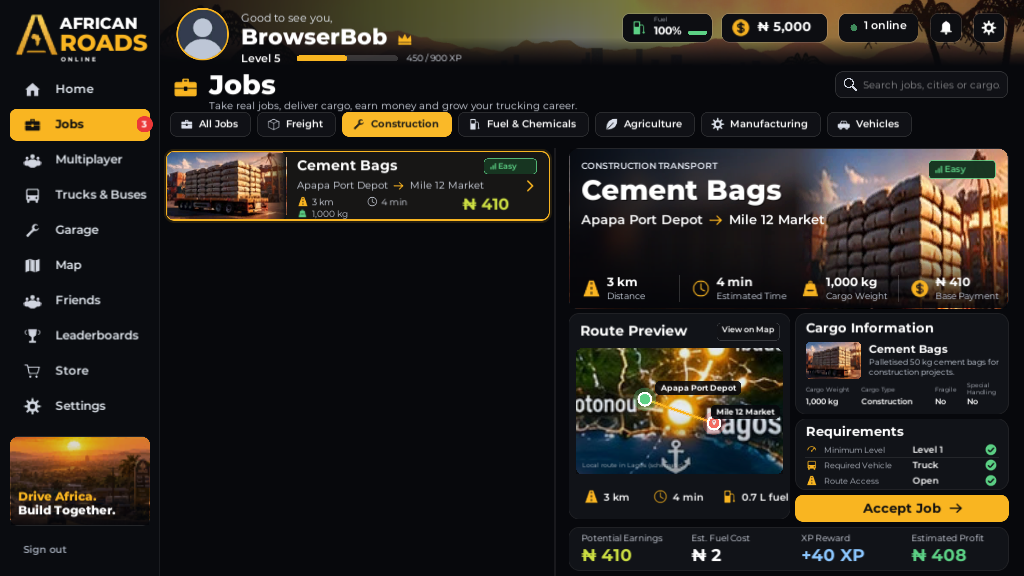 AFRICAN
ROADS
ONLINE
Home
Jobs
3
Multiplayer
Trucks & Buses
Garage
Map
Friends
Leaderboards
Store
Settings
Drive Africa.
Build Together.
Sign out
Good to see you,
BrowserBob
Level 5
450 / 900 XP
Fuel
100%
$ ₦ 5,000
1 online
Jobs
Take real jobs, deliver cargo, earn money and grow your trucking career.
Search jobs, cities or cargo
All Jobs
Freight
Construction
Fuel & Chemicals
Agriculture
Manufacturing
Vehicles
Cement Bags
Easy
Apapa Port Depot → Mile 12 Market
3 km
4 min
1,000 kg
₦ 410
CONSTRUCTION TRANSPORT
Easy
Cement Bags
Apapa Port Depot → Mile 12 Market
3 km
Distance
4 min
Estimated Time
1,000 kg
Cargo Weight
$ ₦ 410
Base Payment
Route Preview
View on Map
Apapa Port Depot
otonou
Mile 12 Market
Lagos
Local route in Lagos
3 km
4 min
0.7 L fuel
Cargo Information
Cement Bags
Palletised 50 kg cement bags for
construction projects.
Cargo Weight
1,000 kg
Cargo Type
Construction
Fragile
No
Special
Handling
No
Requirements
Minimum Level Level 1
Required Vehicle Truck
Route Access Open
Accept Job →
Potential Earnings
₦ 410
Est. Fuel Cost
₦ 2
XP Reward
+40 XP
Estimated Profit
₦ 408